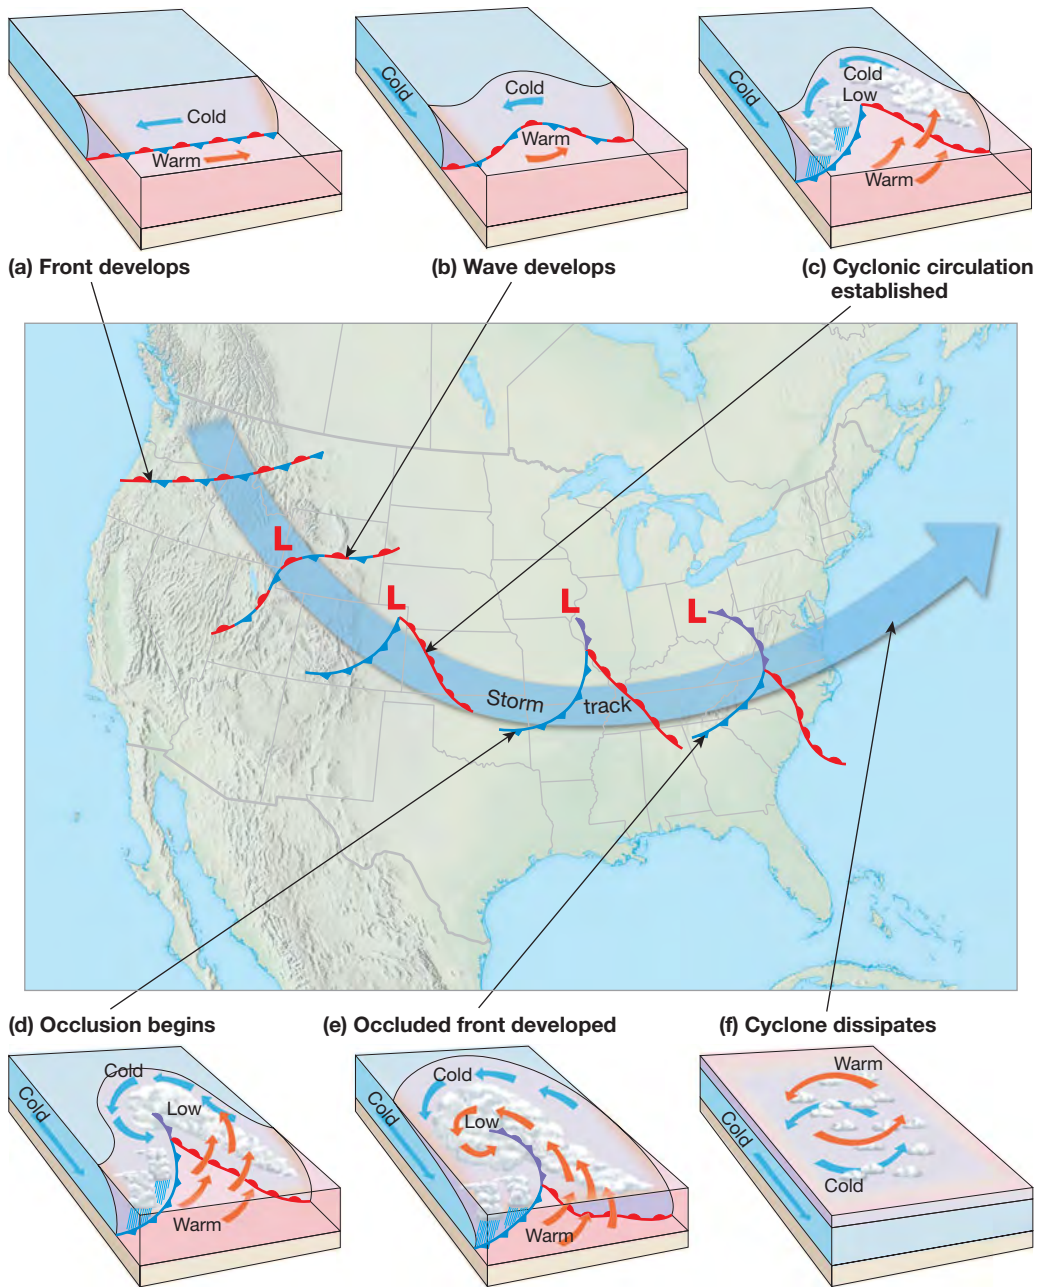 Cold
Warm
Cold
Cold
Warm
Cold
Cold
Low
Warm
(a) Front develops
(b) Wave develops
(c) Cyclonic circulation
established
L
L
L
L
Storm track
(d) Occlusion begins
(e) Occluded front developed
(f) Cyclone dissipates
Cold
Cold
Low
Warm
Cold
Cold
Low
Warm
Warm
Cold
Cold